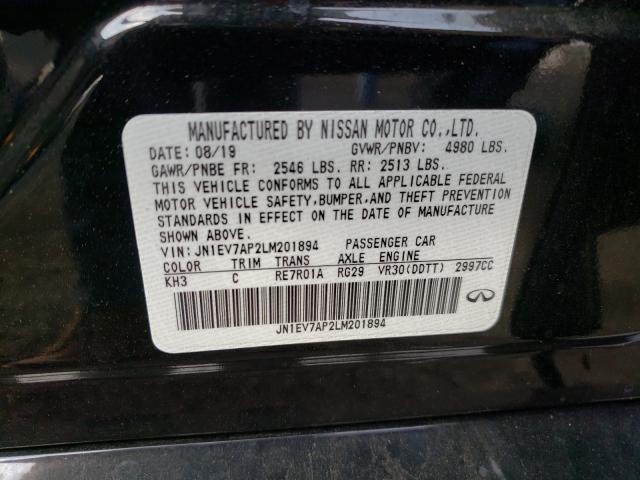 MANUFACTURED BY NISSAN MOTOR CO.,LTD.
DATE: 08/19 GVWR/PNBV: 4980 LBS.
GAWR/PNBE FR: 2546 LBS. RR: 2513 LBS.
THIS VEHICLE CONFORMS TO ALL APPLICABLE FEDERAL
MOTOR VEHICLE SAFETY,BUMPER,AND THEFT PREVENTION
STANDARDS IN EFFECT ON THE DATE OF MANUFACTURE
SHOWN ABOVE.
VIN: JN1EV7AP2LM201894 PASSENGER CAR
COLOR TRIM TRANS AXLE ENGINE
KH3 C RE7R01A RG29 VR30(DDTT) 2997CC
JN1EV7AP2LM201894